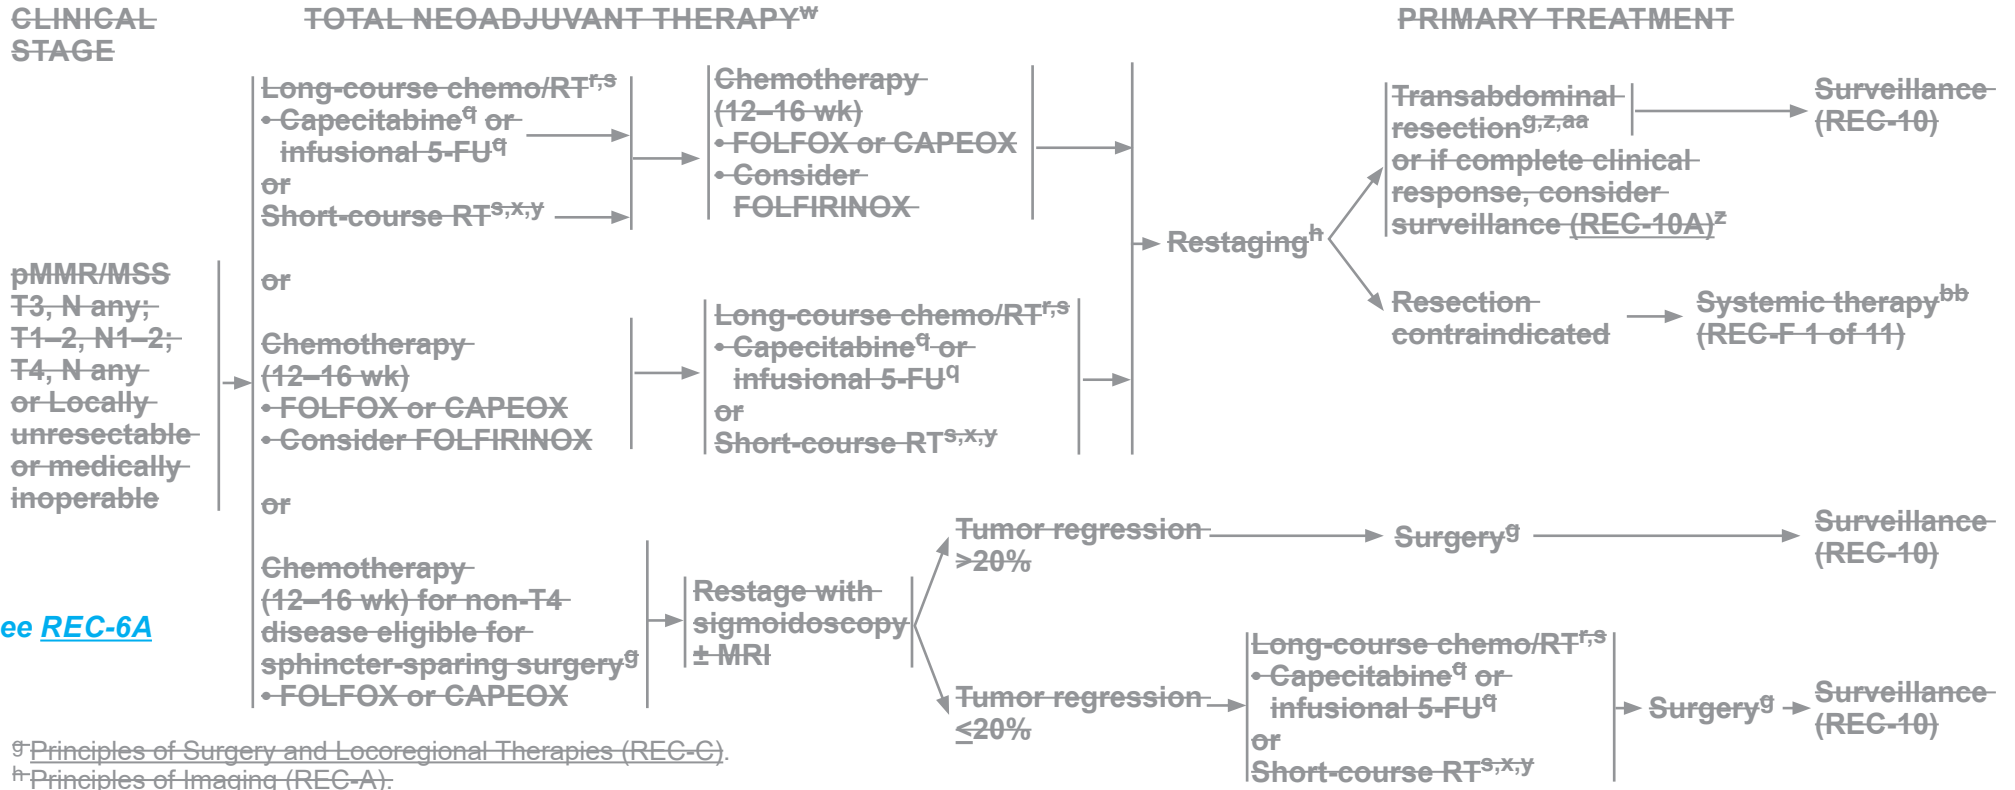 CLINICAL
STAGE
TOTAL NEOADJUVANT THERAPYw
PRIMARY TREATMENT
pMMR/MSS
T3, N any;
T1–2, N1–2;
T4, N any
or Locally
unresectable
or medically
inoperable
Long-course chemo/RTr,s
• Capecitabineq or
infusional 5-FUq
or
Short-course RTs,x,y
Chemotherapy
(12–16 wk)
• FOLFOX or CAPEOX
• Consider
FOLFIRINOX
or
Chemotherapy
(12–16 wk)
• FOLFOX or CAPEOX
• Consider FOLFIRINOX
Long-course chemo/RTr,s
• Capecitabineq or
infusional 5-FUq
or
Short-course RTs,x,y
Restagingh
Transabdominal
resectiong,z,aa
or if complete clinical
response, consider
surveillance (REC-10A)z
Surveillance
(REC-10)
Resection
contraindicated
Systemic therapybb
(REC-F 1 of 11)
or
Chemotherapy
(12–16 wk) for non-T4
disease eligible for
sphincter-sparing surgeryg
• FOLFOX or CAPEOX
Restage with
sigmoidoscopy
± MRI
Tumor regression
>20%
Surgeryg
Surveillance
(REC-10)
Tumor regression
≤20%
Long-course chemo/RTr,s
• Capecitabineq or
infusional 5-FUq
or
Short-course RTs,x,y
Surgeryg
Surveillance
(REC-10)
ee REC-6A
g Principles of Surgery and Locoregional Therapies (REC-C).
h Principles of Imaging (REC-A).